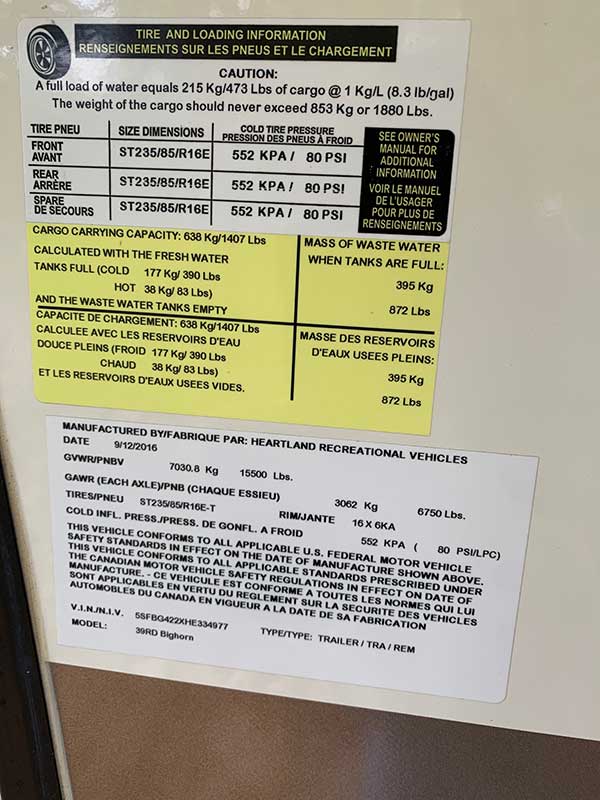 TIRE AND LOADING INFORMATION
RENSEIGNEMENTS SUR LES PNEUS ET LE CHARGEMENT
CAUTION:
A full load of water equals 215 Kg/473 Lbs of cargo @ 1 Kg/L (8.3 lb/gal)
The weight of the cargo should never exceed 853 Kg or 1880 Lbs.
TIRE PNEU SIZE DIMENSIONS COLD TIRE PRESSURE
PRESSION DES PNEUS À FROID
FRONT
AVANT
ST235/85/R16E 552 KPA / 80 PSI
REAR
ARRÈRE
ST235/85/R16E 552 KPA / 80 PSI
SPARE
DE SECOURS
ST235/85/R16E 552 KPA / 80 PSI
SEE OWNER'S
MANUAL FOR
ADDITIONAL
INFORMATION
VOIR LE MANUEL
DE L'USAGER
POUR PLUS DE
RENSEIGNEMENTS
CARGO CARRYING CAPACITY: 638 Kg/1407 Lbs
CALCULATED WITH THE FRESH WATER
TANKS FULL (COLD 177 Kg/ 390 Lbs
HOT 38 Kg/ 83 Lbs)
AND THE WASTE WATER TANKS EMPTY
MASS OF WASTE WATER
WHEN TANKS ARE FULL:
395 Kg
872 Lbs
CAPACITE DE CHARGEMENT: 638 Kg/1407 Lbs
CALCULEE AVEC LES RESERVOIRS D'EAU
DOUCE PLEINS (FROID 177 Kg/ 390 Lbs
CHAUD 38 Kg/ 83 Lbs)
ET LES RESERVOIRS D'EAUX USEES VIDES.
MASSE DES RESERVOIRS
D'EAUX USEES PLEINS:
395 Kg
872 Lbs
MANUFACTURED BY/FABRIQUE PAR: HEARTLAND RECREATIONAL VEHICLES
DATE 9/12/2016
GVWR/PNBV 7030.8 Kg 15500 Lbs.
GAWR (EACH AXLE)/PNB (CHAQUE ESSIEU) 3062 Kg 6750 Lbs.
TIRES/PNEU ST235/85/R16E-T RIM/JANTE 16 X 6KA
COLD INFL. PRESS./PRESS. DE GONFL. A FROID 552 KPA ( 80 PSI/LPC)
THIS VEHICLE CONFORMS TO ALL APPLICABLE U.S. FEDERAL MOTOR VEHICLE
SAFETY STANDARDS IN EFFECT ON THE DATE OF MANUFACTURE SHOWN ABOVE.
THIS VEHICLE CONFORMS TO ALL APPLICABLE STANDARDS PRESCRIBED UNDER
THE CANADIAN MOTOR VEHICLE SAFETY REGULATIONS IN EFFECT ON DATE OF
MANUFACTURE. - CE VEHICULE EST CONFORME A TOUTES LES NORMES QUI LUI
SONT APPLICABLES EN VERTU DU REGLEMENT SUR LA SECURITE DES VEHICLES
AUTOMOBILES DU CANADA EN VIGUEUR A LA DATE DE SA FABRICATION
V.I.N./N.I.V. 5SFBG422XHE334977 TYPE/TYPE: TRAILER / TRA / REM
MODEL: 39RD Bighorn